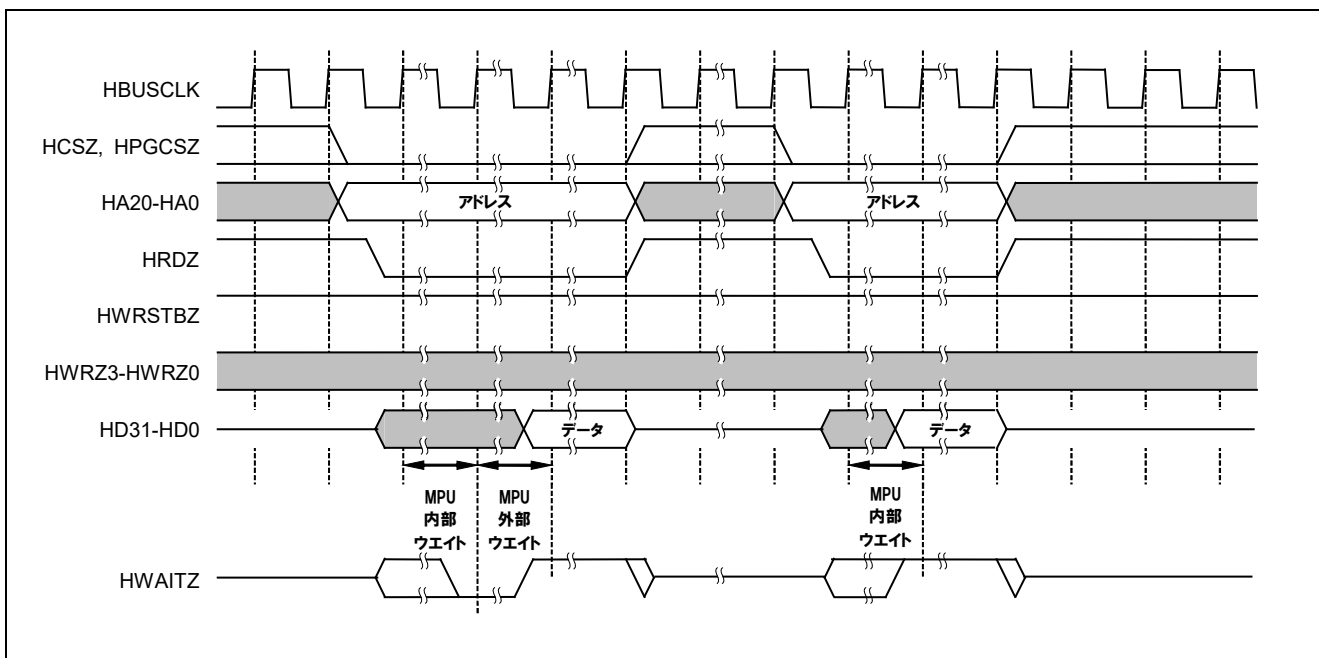 HBUSCLK
HCSZ, HPGCSZ
HA20-HA0
アドレス
アドレス
HRDZ
HWRSTBZ
HWRZ3-HWRZ0
HD31-HD0
データ
データ
MPU
内部
ウエイト
MPU
外部
ウエイト
MPU
内部
ウエイト
HWAITZ